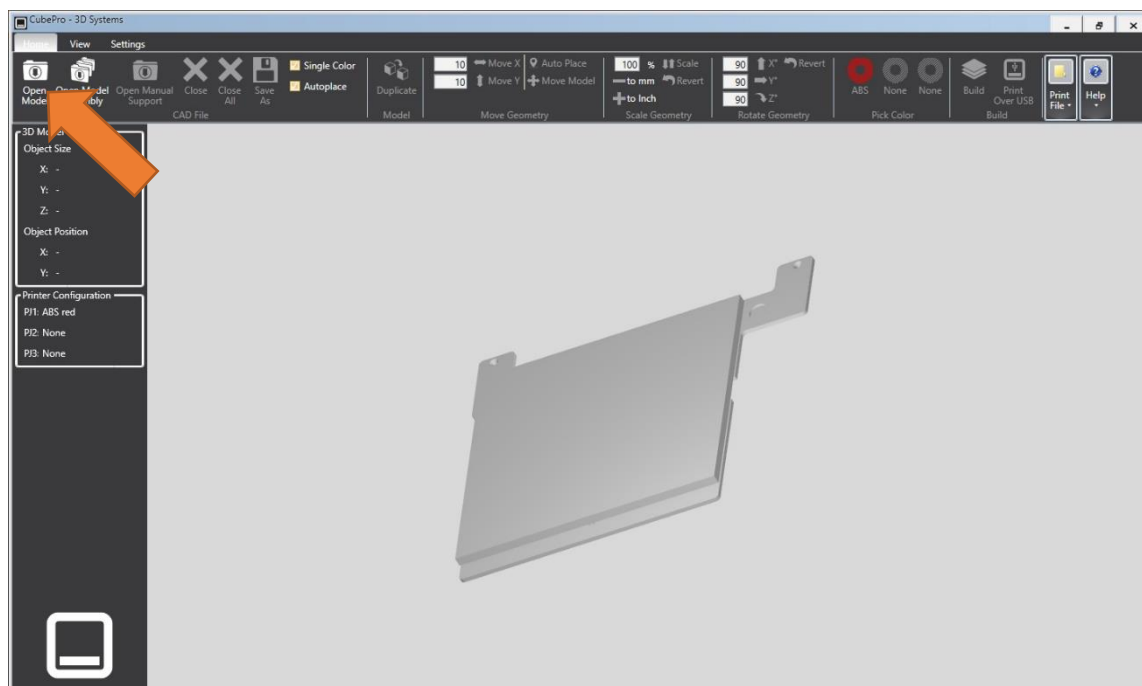 CubePro - 3D Systems
View Settings
Open Model
Open Manual Support
Close
Close All
Save As
Single Color
Autoplace
CAD File
Duplicate
Model
10 Move X Auto Place
10 Move Y Move Model
Move Geometry
100 % Scale
to mm Revert
to Inch
Scale Geometry
90 X° Revert
90 Y°
90 Z°
Rotate Geometry
ABS None None
Pick Color
Build
Print Over USB
Build
Print File
Help
Object Size
X: -
Y: -
Z: -
Object Position
X: -
Y: -
Printer Configuration
PJ1: ABS red
PJ2: None
PJ3: None